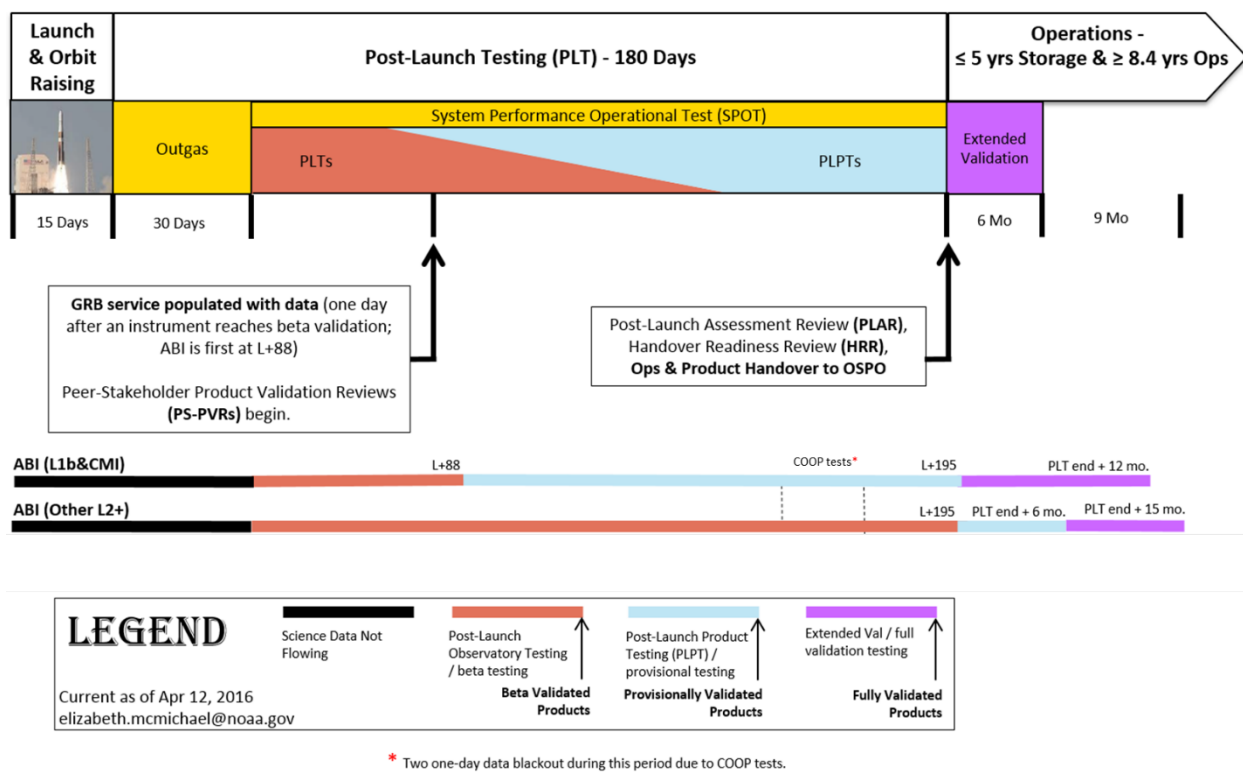 Launch
& Orbit
Raising
Post-Launch Testing (PLT) - 180 Days
Operations -
≤ 5 yrs Storage & ≥ 8.4 yrs Ops
Outgas
System Performance Operational Test (SPOT)
PLTs
PLPTs
Extended
Validation
15 Days
30 Days
6 Mo
9 Mo
GRB service populated with data (one day
after an instrument reaches beta validation;
ABI is first at L+88)
Peer-Stakeholder Product Validation Reviews
(PS-PVRs) begin.
Post-Launch Assessment Review (PLAR),
Handover Readiness Review (HRR),
Ops & Product Handover to OSPO
ABI (L1b&CMI)
L+88
COOP tests*
L+195
PLT end + 12 mo.
ABI (Other L2+)
L+195
PLT end + 6 mo.
PLT end + 15 mo.
LEGEND
Current as of Apr 12, 2016
elizabeth.mcmichael@noaa.gov
Science Data Not
Flowing
Post-Launch
Observatory Testing
/ beta testing
Beta Validated
Products
Post-Launch Product
Testing (PLPT) /
provisional testing
Provisionally Validated
Products
Extended Val / full
validation testing
Fully Validated
Products
* Two one-day data blackout during this period due to COOP tests.